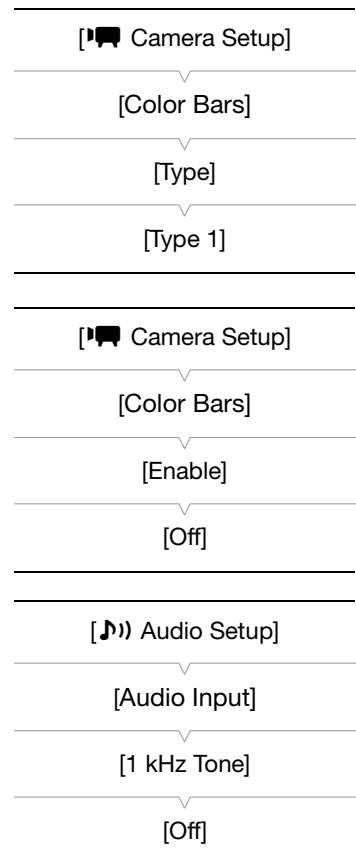 [Camera Setup]
[Color Bars]
[Type]
[Type 1]
[Camera Setup]
[Color Bars]
[Enable]
[Off]
[Audio Setup]
[Audio Input]
[1 kHz Tone]
[Off]